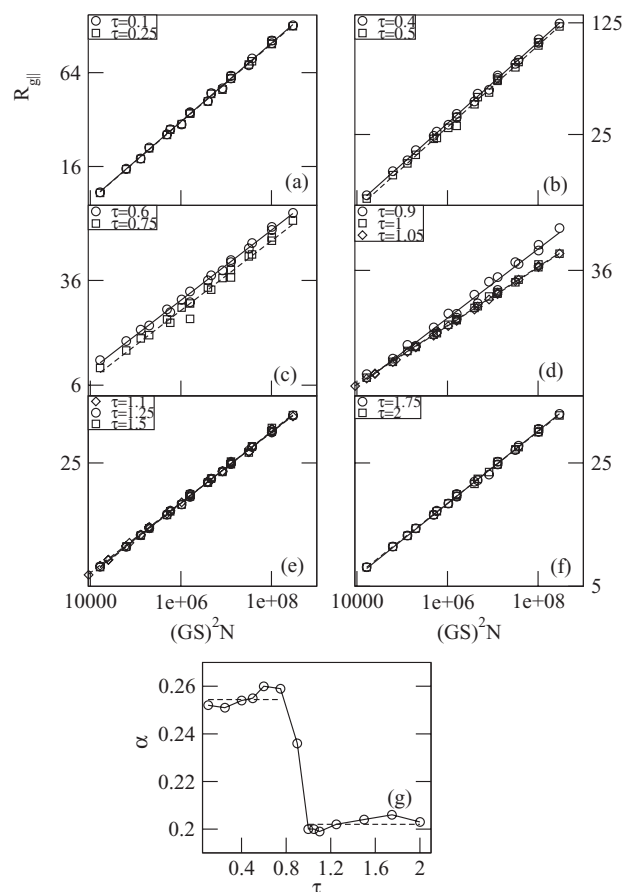 τ=0.1
τ=0.25
(a)
64
16
R_g||
τ=0.4
τ=0.5
(b)
125
25
τ=0.6
τ=0.75
(c)
36
6
τ=0.9
τ=1
τ=1.05
(d)
36
τ=1.1
τ=1.25
τ=1.5
(e)
25
τ=1.75
τ=2
(f)
25
5
10000 1e+06 1e+08
(GS)²N
10000 1e+06 1e+08
(GS)²N
0.26
0.24
0.22
0.2
α
(g)
0.4 0.8 1.2 1.6 2
τ